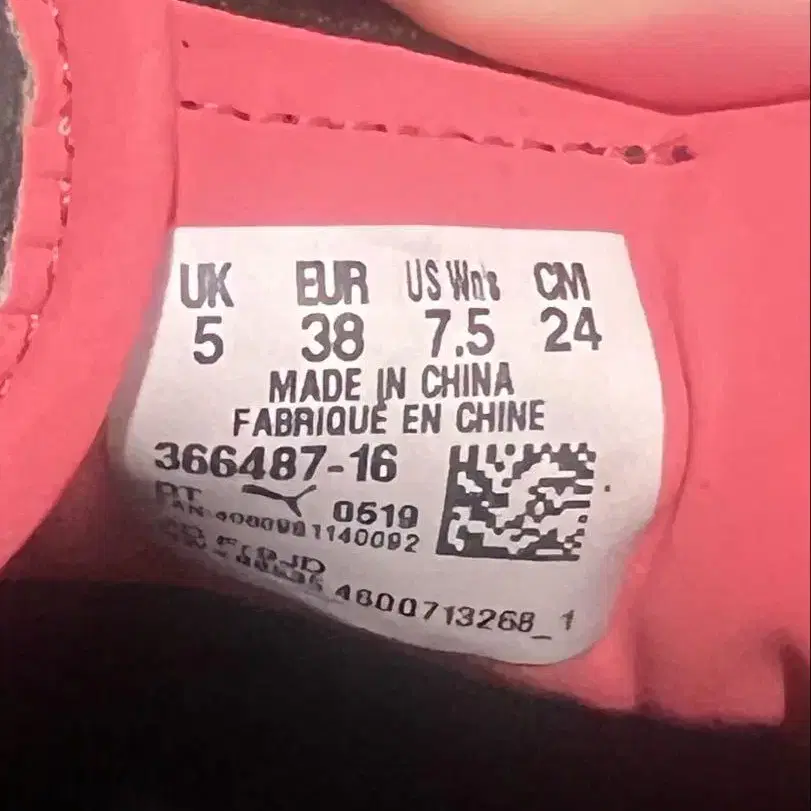 UK EUR US Wn's CM
5 38 7.5 24
MADE IN CHINA
FABRIQUÉ EN CHINE
366487-16
0519
4800713268_1